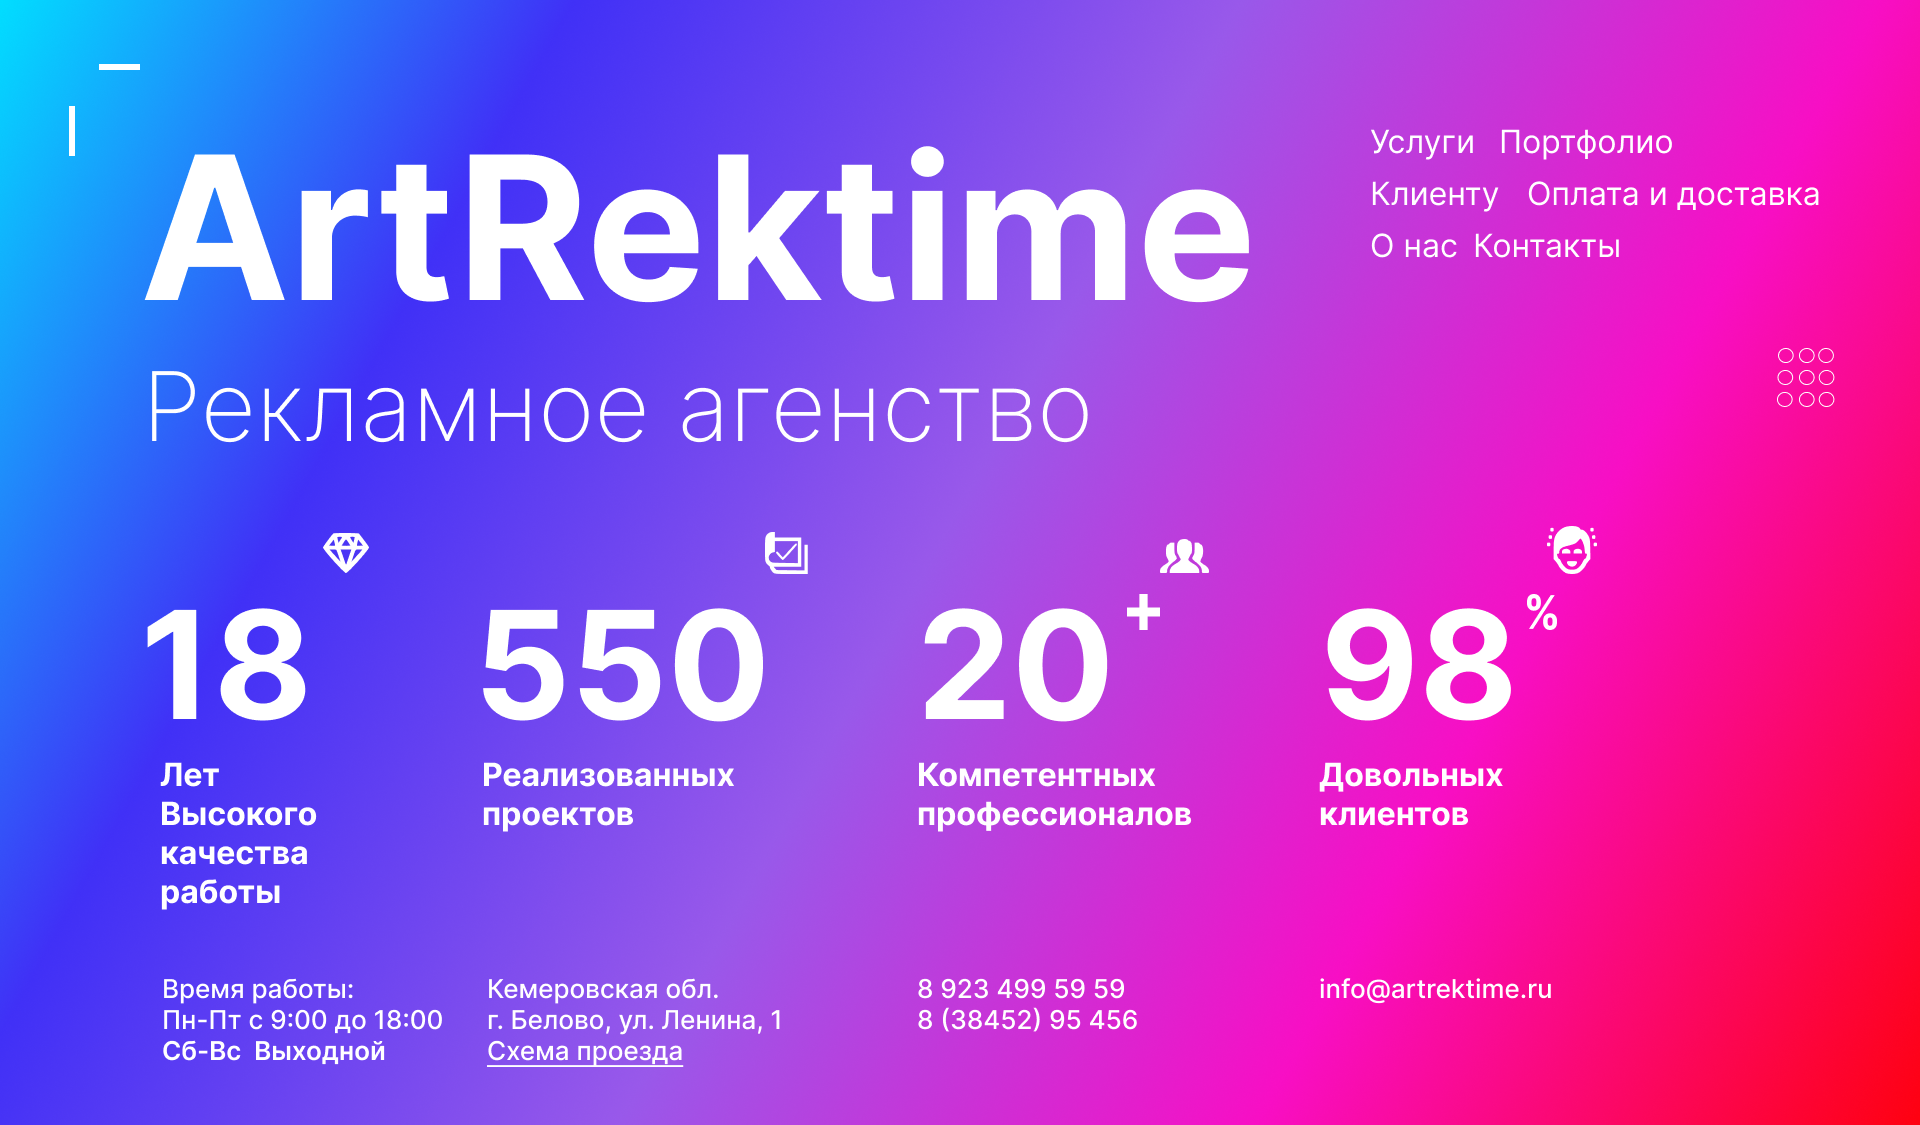 ArtRektime
Рекламное агенство
Услуги Портфолио
Клиенту Оплата и доставка
О нас Контакты
18
Лет
Высокого
качества
работы
550
Реализованных
проектов
20+
Компетентных
профессионалов
98%
Довольных
клиентов
Время работы:
Пн-Пт с 9:00 до 18:00
Сб-Вс Выходной
Кемеровская обл.
г. Белово, ул. Ленина, 1
Схема проезда
8 923 499 59 59
8 (38452) 95 456
info@artrektime.ru